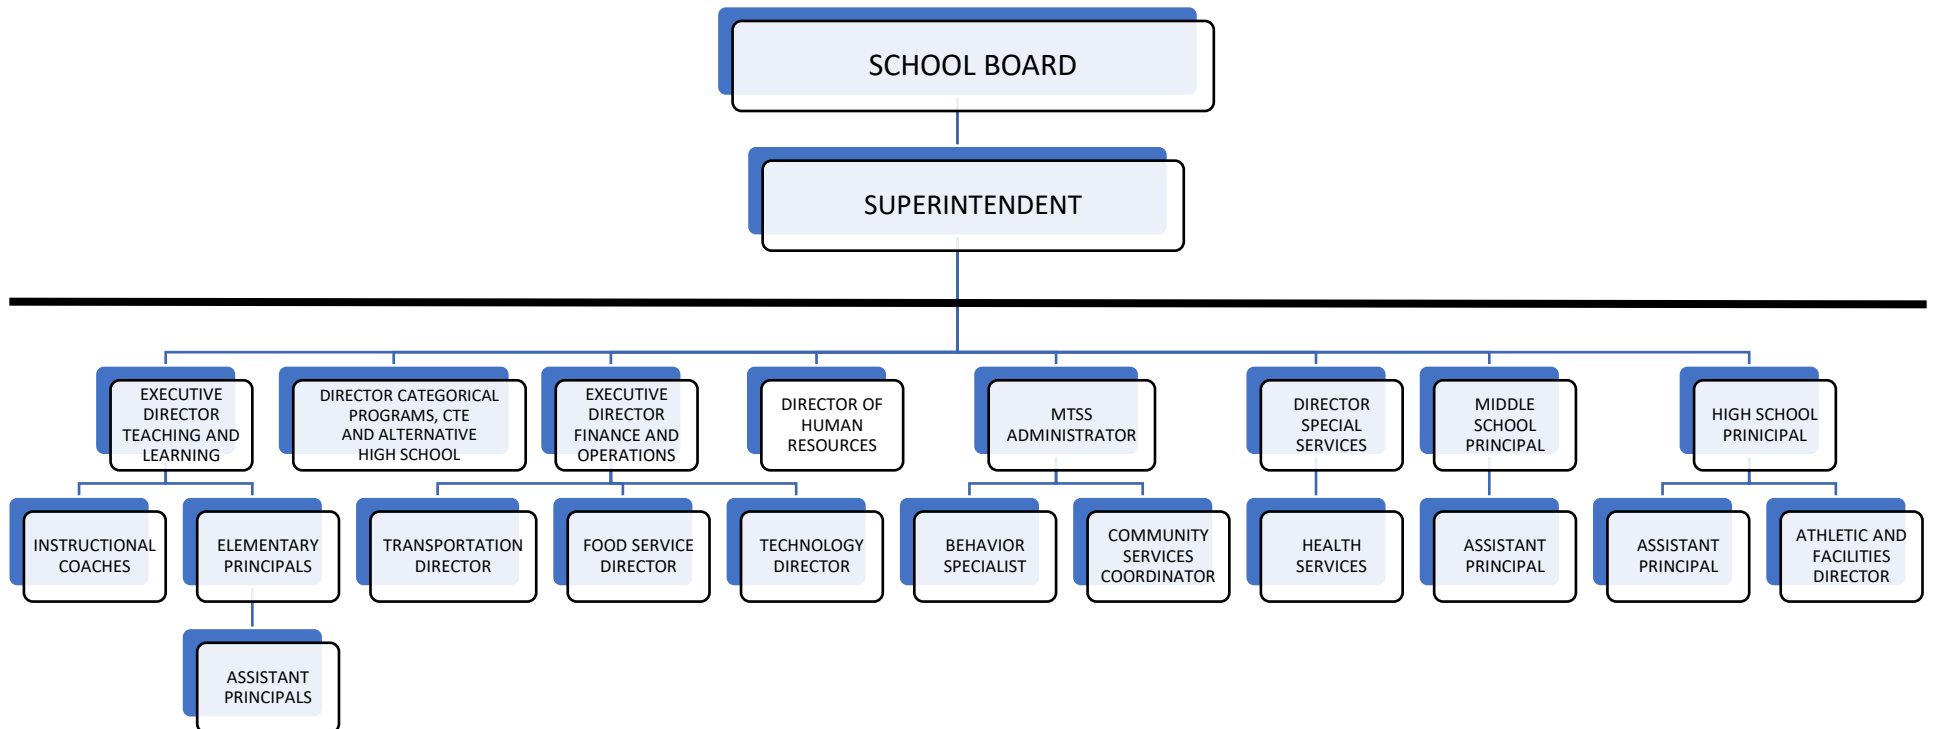 SCHOOL BOARD
SUPERINTENDENT
EXECUTIVE
DIRECTOR
TEACHING AND
LEARNING
DIRECTOR CATEGORICAL
PROGRAMS, CTE
AND ALTERNATIVE
HIGH SCHOOL
EXECUTIVE
DIRECTOR
FINANCE AND
OPERATIONS
DIRECTOR OF
HUMAN
RESOURCES
MTSS
ADMINISTRATOR
DIRECTOR
SPECIAL
SERVICES
MIDDLE
SCHOOL
PRINCIPAL
HIGH SCHOOL
PRINICIPAL
INSTRUCTIONAL
COACHES
ELEMENTARY
PRINCIPALS
TRANSPORTATION
DIRECTOR
FOOD SERVICE
DIRECTOR
TECHNOLOGY
DIRECTOR
BEHAVIOR
SPECIALIST
COMMUNITY
SERVICES
COORDINATOR
HEALTH
SERVICES
ASSISTANT
PRINCIPAL
ASSISTANT
PRINCIPAL
ATHLETIC AND
FACILITIES
DIRECTOR
ASSISTANT
PRINCIPALS